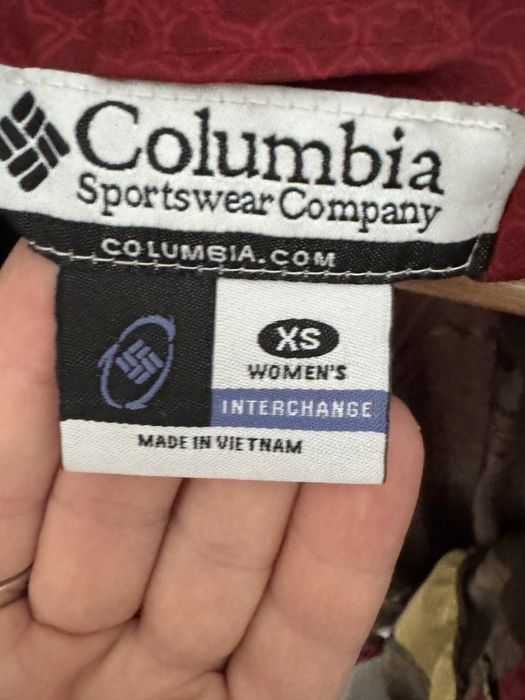 Columbia
Sportswear Company
COLUMBIA.COM
XS
WOMEN'S
INTERCHANGE
MADE IN VIETNAM